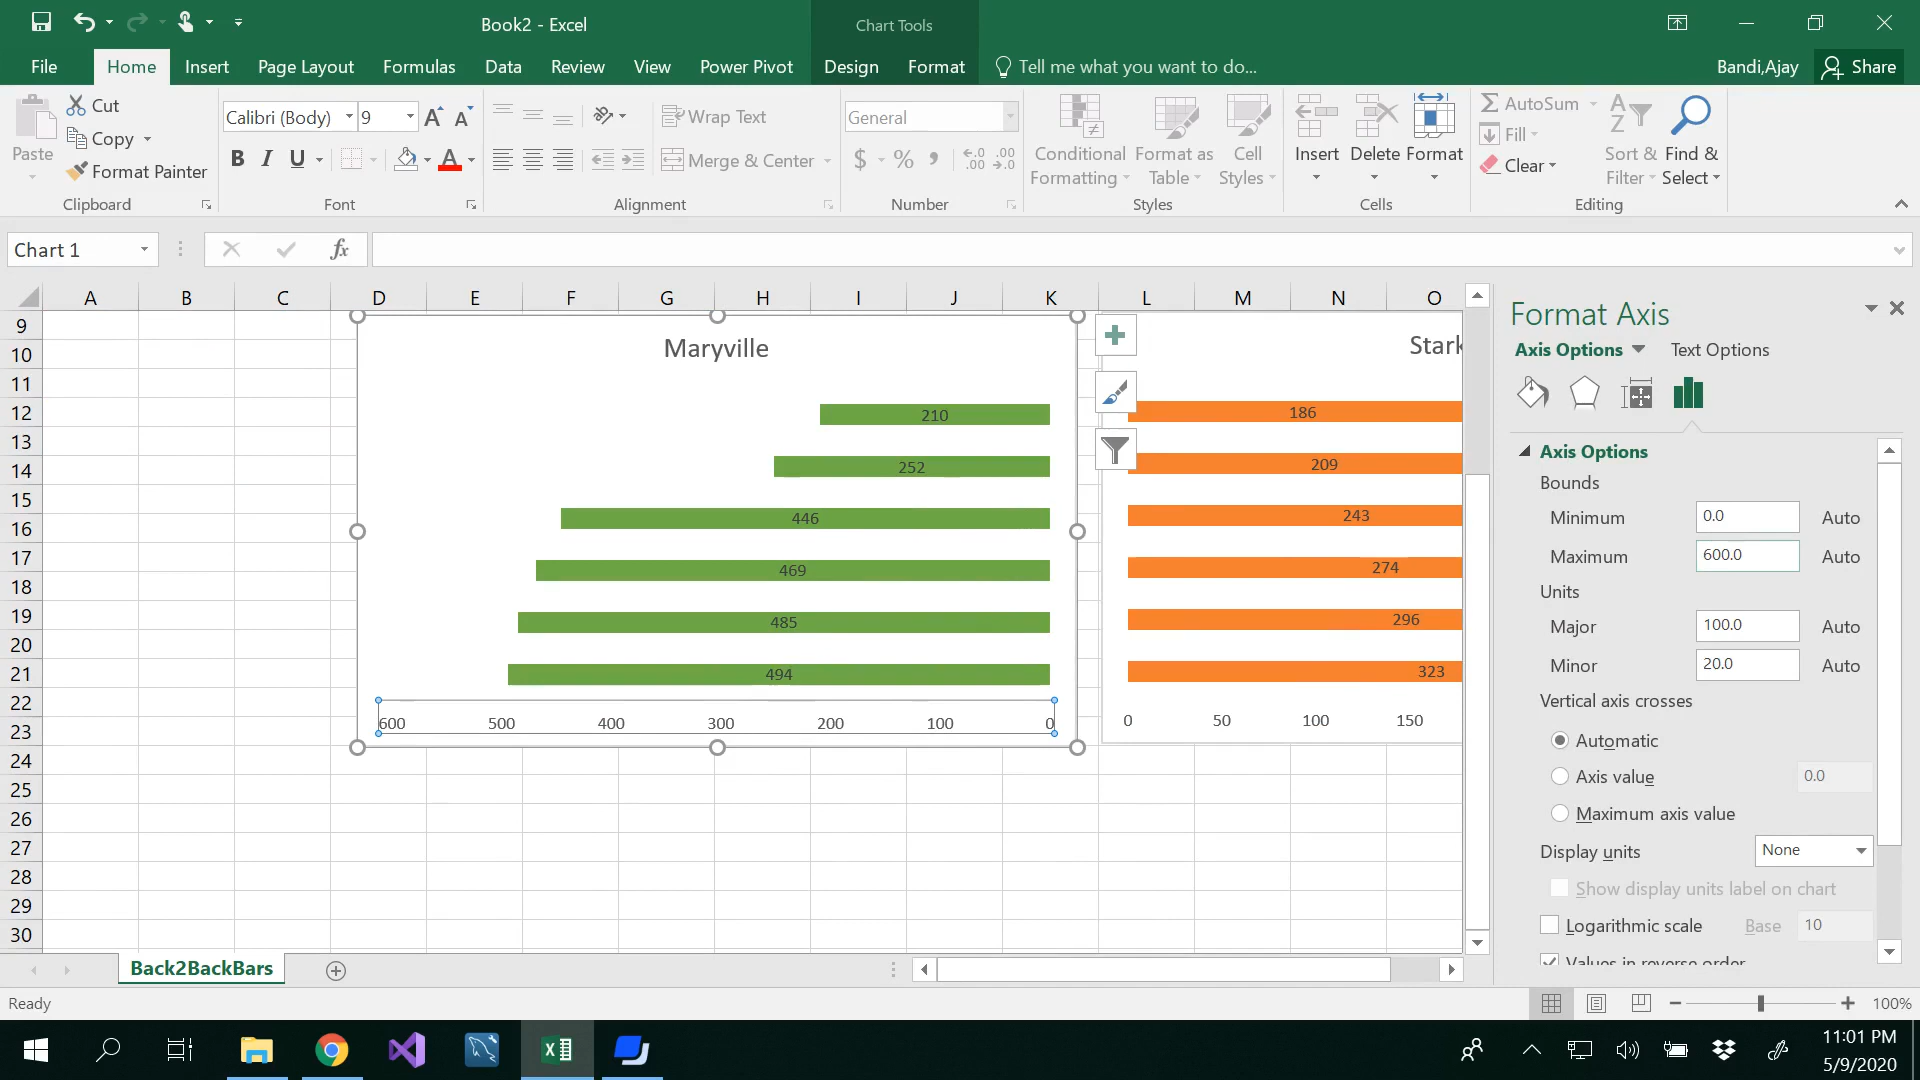 Book2 - Excel
Chart Tools
File
Home
Insert
Page Layout
Formulas
Data
Review
View
Power Pivot
Design
Format
Tell me what you want to do...
Bandi,Ajay
Share
Paste
Cut
Copy
Format Painter
Clipboard
Calibri (Body)
9
B I U
Font
Wrap Text
Merge & Center
Alignment
General
$ % ,
Number
Conditional
Formatting
Format as
Table
Cell
Styles
Styles
Insert
Delete
Format
Cells
AutoSum
Fill
Clear
Sort &
Filter
Find &
Select
Editing
Chart 1
fx
A B C D E F G H I J K L M N O
9
10
11
12
13
14
15
16
17
18
19
20
21
22
23
24
25
26
27
28
29
30
Maryville
210
252
446
469
485
494
600 500 400 300 200 100 0
Stark
186
209
243
274
296
323
0 50 100 150
Format Axis
Axis Options
Text Options
Axis Options
Bounds
Minimum 0.0 Auto
Maximum 600.0 Auto
Units
Major 100.0 Auto
Minor 20.0 Auto
Vertical axis crosses
Automatic
Axis value 0.0
Maximum axis value
Display units None
Show display units label on chart
Logarithmic scale Base 10
Values in reverse order
Back2BackBars
Ready
100%
11:01 PM
5/9/2020